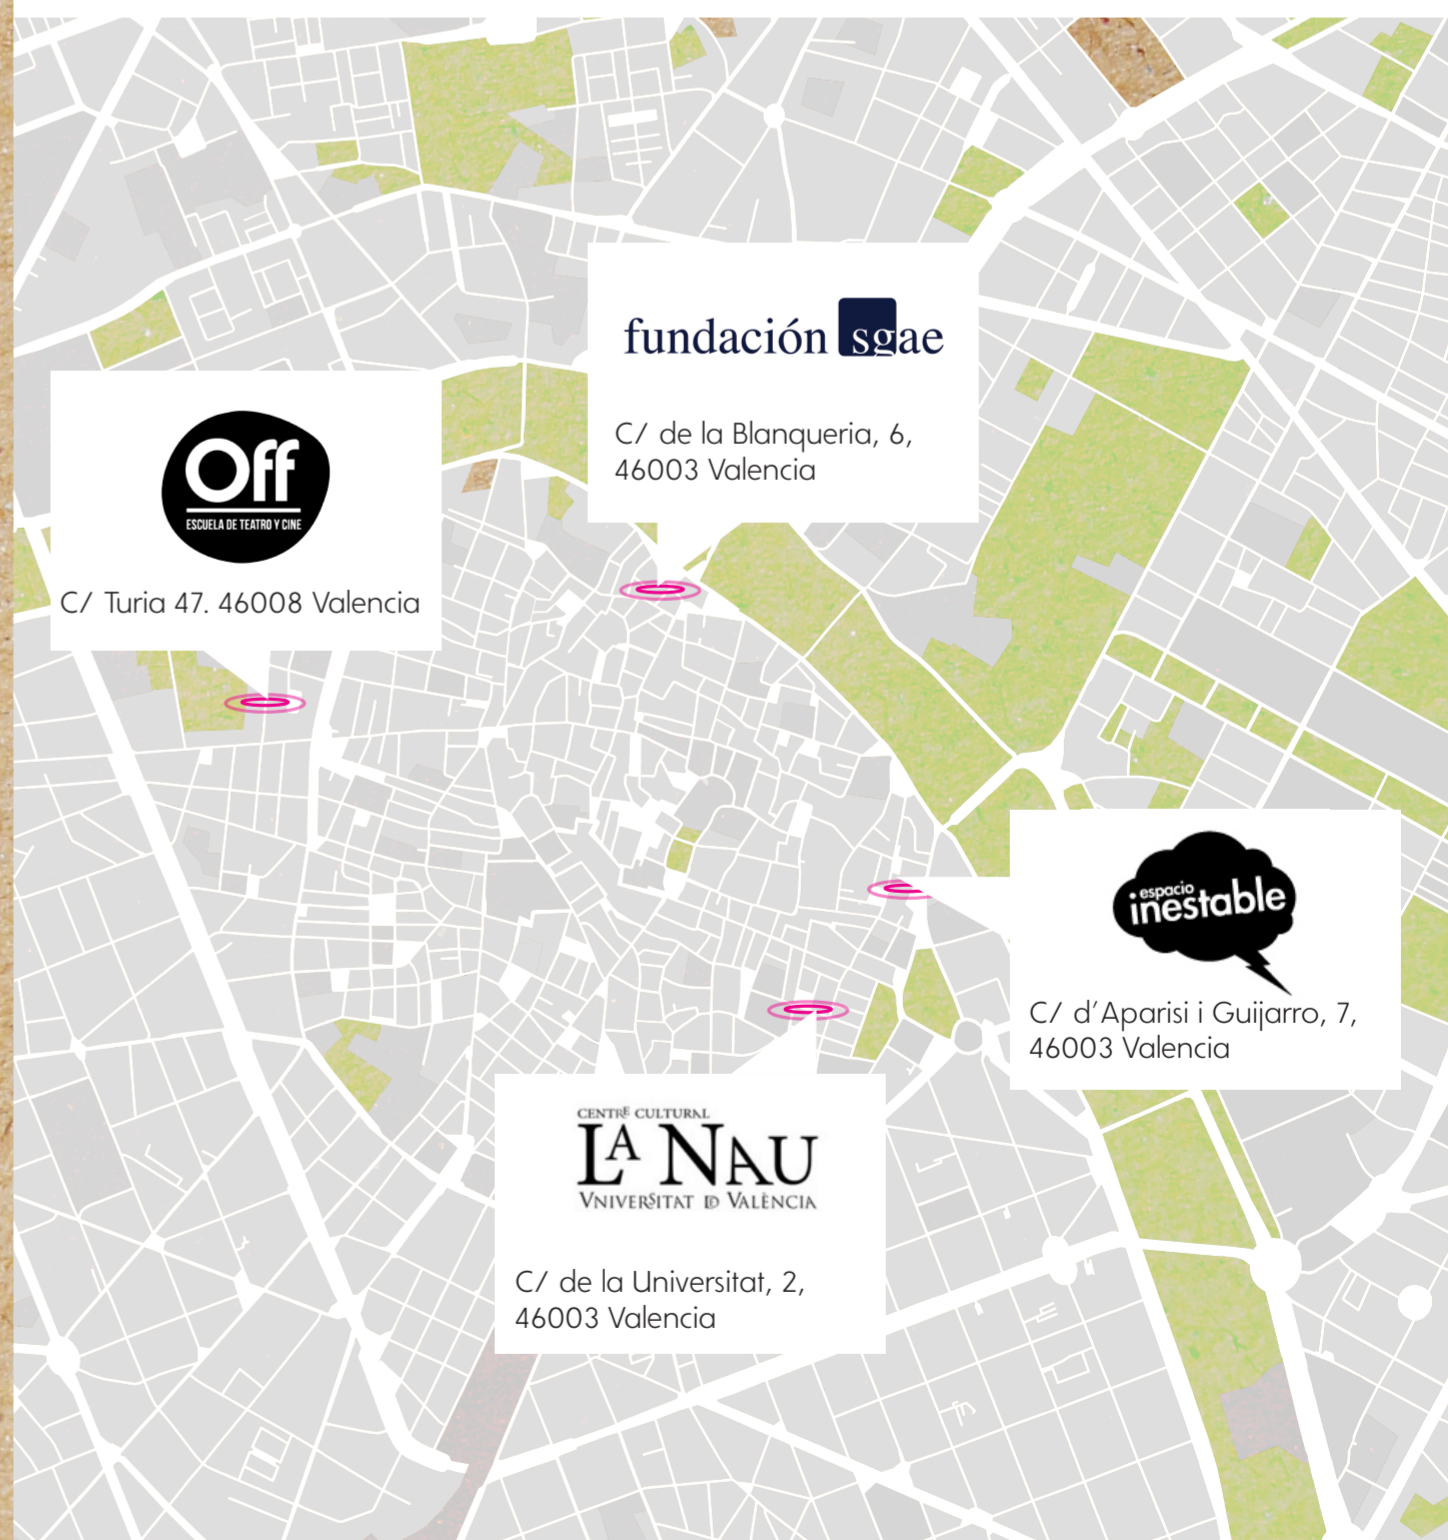 fundación sgae
C/ de la Blanqueria, 6,
46003 Valencia
Off
ESCUELA DE TEATRO Y CINE
C/ Turia 47. 46008 Valencia
espacio
inestable
C/ d'Aparisi i Guijarro, 7,
46003 Valencia
CENTRE CULTURAL
LA NAU
VNIVERSITAT ID VALÈNCIA
C/ de la Universitat, 2,
46003 Valencia